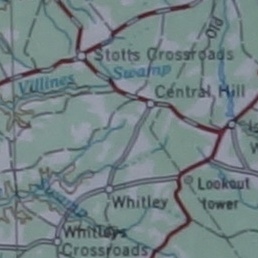 Old
Stotts Crossroads
Villines Swamp
Central Hill
Whitley
Lookout
tower
Swamp
Whitleys
Crossroads